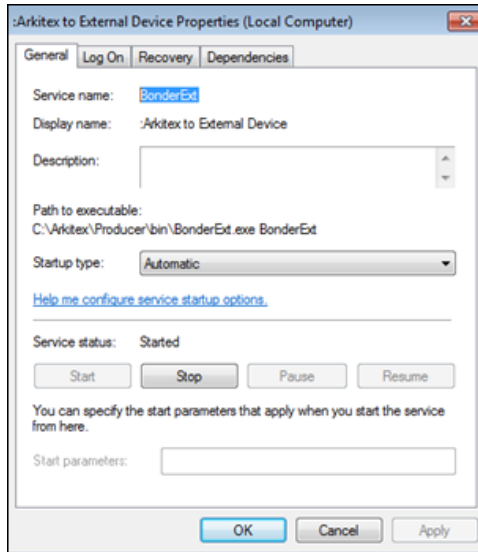 :Arkitex to External Device Properties (Local Computer)
General Log On Recovery Dependencies
Service name: BonderExt
Display name: :Arkitex to External Device
Description:
Path to executable:
C:\Arkitex\Producer\bin\BonderExt.exe BonderExt
Startup type: Automatic
Help me configure service startup options.
Service status: Started
Start Stop Pause Resume
You can specify the start parameters that apply when you start the service
from here.
Start parameters:
OK Cancel Apply